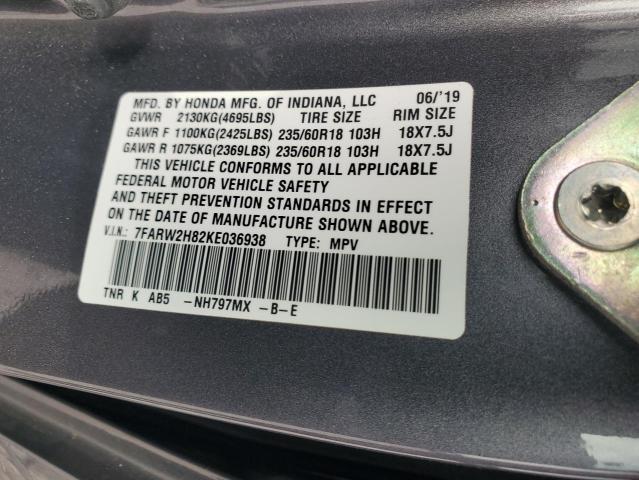 MFD. BY HONDA MFG. OF INDIANA, LLC 06/'19
GVWR 2130KG(4695LBS) TIRE SIZE RIM SIZE
GAWR F 1100KG(2425LBS) 235/60R18 103H 18X7.5J
GAWR R 1075KG(2369LBS) 235/60R18 103H 18X7.5J
THIS VEHICLE CONFORMS TO ALL APPLICABLE
FEDERAL MOTOR VEHICLE SAFETY
AND THEFT PREVENTION STANDARDS IN EFFECT
ON THE DATE OF MANUFACTURE SHOWN ABOVE.
V.I.N.: 7FARW2H82KE036938 TYPE: MPV
TNR K AB5 -NH797MX -B-E